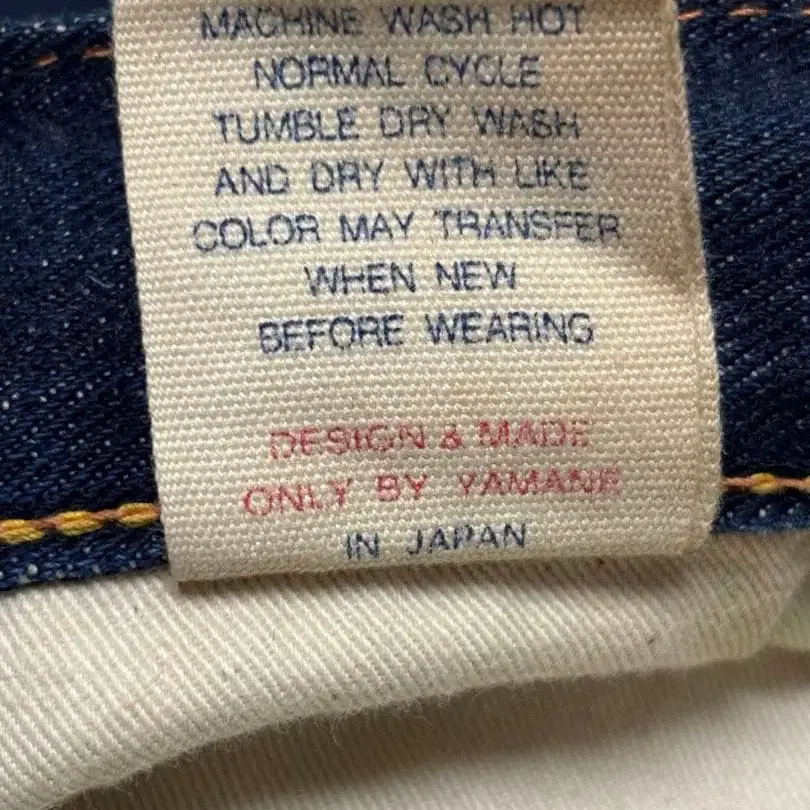 MACHINE WASH HOT
NORMAL CYCLE
TUMBLE DRY WASH
AND DRY WITH LIKE
COLOR MAY TRANSFER
WHEN NEW
BEFORE WEARING
DESIGN & MADE
ONLY BY YAMANE
IN JAPAN